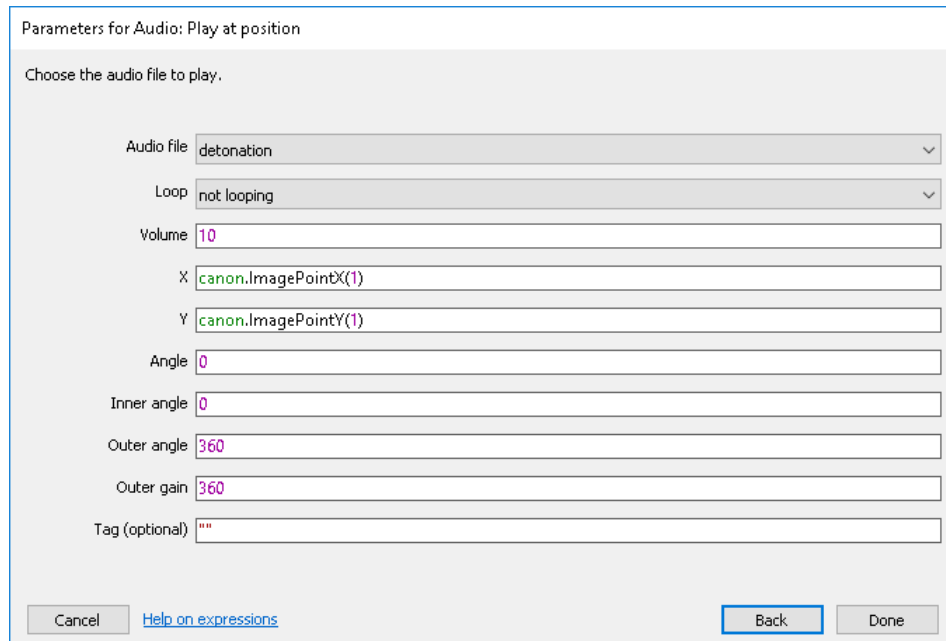 Parameters for Audio: Play at position
Choose the audio file to play.
Audio file detonation
Loop not looping
Volume 10
X canon.ImagePointX(1)
Y canon.ImagePointY(1)
Angle 0
Inner angle 0
Outer angle 360
Outer gain 360
Tag (optional) ""
Cancel Help on expressions Back Done